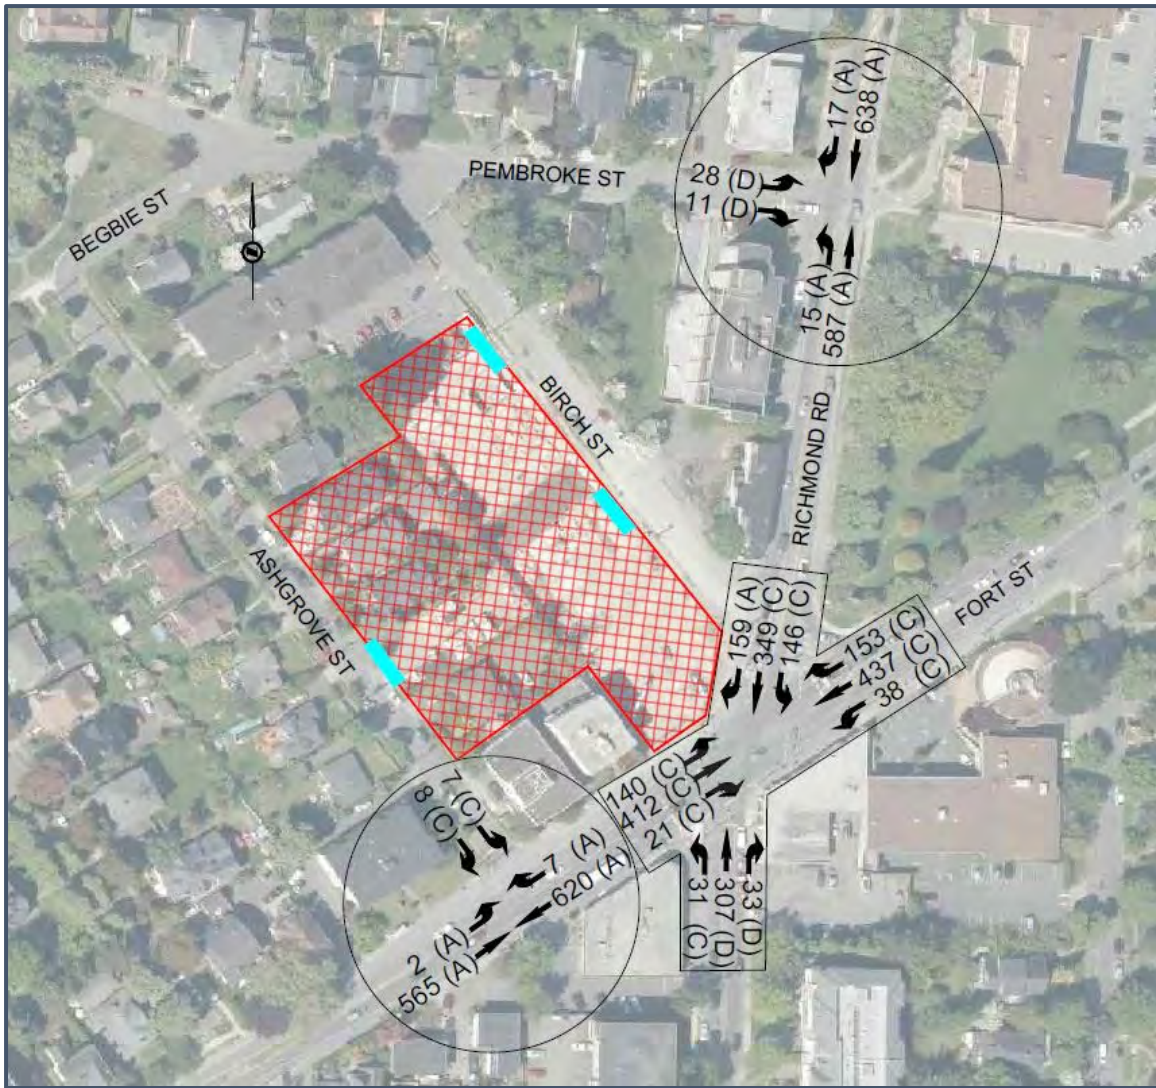 17 (A)
638 (A)
PEMBROKE ST
28 (D)
11 (D)
BEGBIE ST
15 (A)
587 (A)
BIRCH ST
RICHMOND RD
ASHGROVE ST
FORT ST
159 (A)
349 (C)
146 (C)
153 (C)
437 (C)
38 (C)
140 (C)
412 (C)
21 (C)
7 (C)
8 (C)
7 (A)
620 (A)
31 (C)
307 (D)
33 (D)
2 (A)
565 (A)